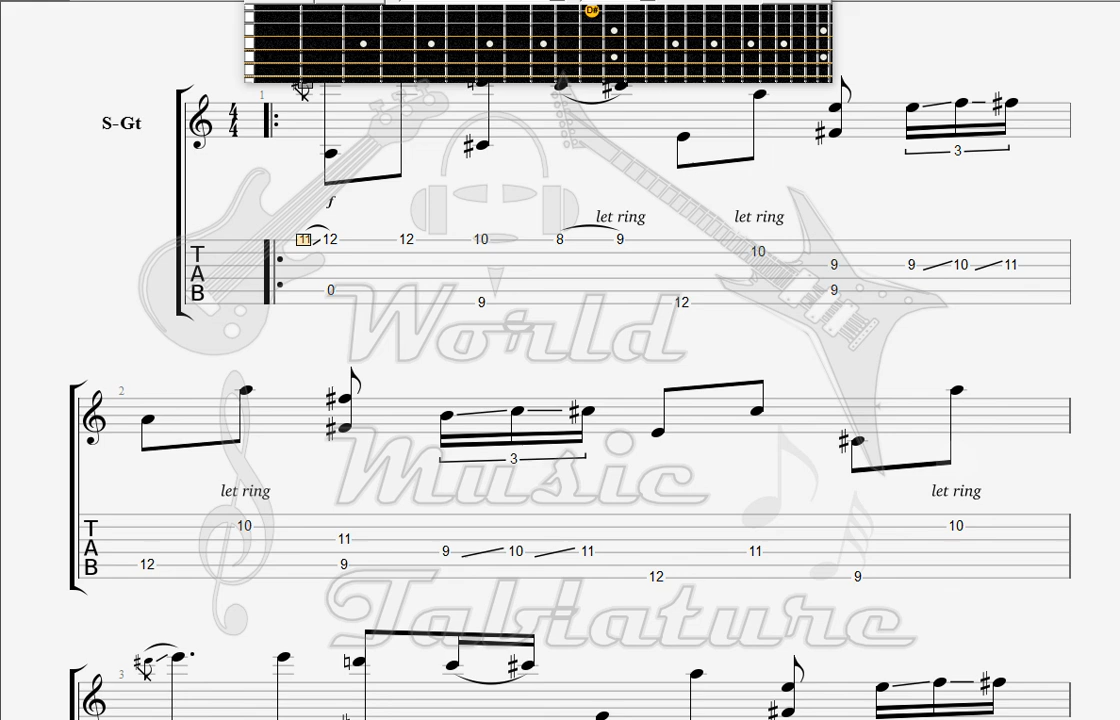 D#
S-Gt
4
4
1
3
f
let ring
let ring
T
A
B
11 12 12 10 8 9
10
9 9 10 11
0 9
9 12
World
2
3
let ring
let ring
T
A
B
10 10
11
9 10 11 11
12 9
12 9
Music
Tablature
3